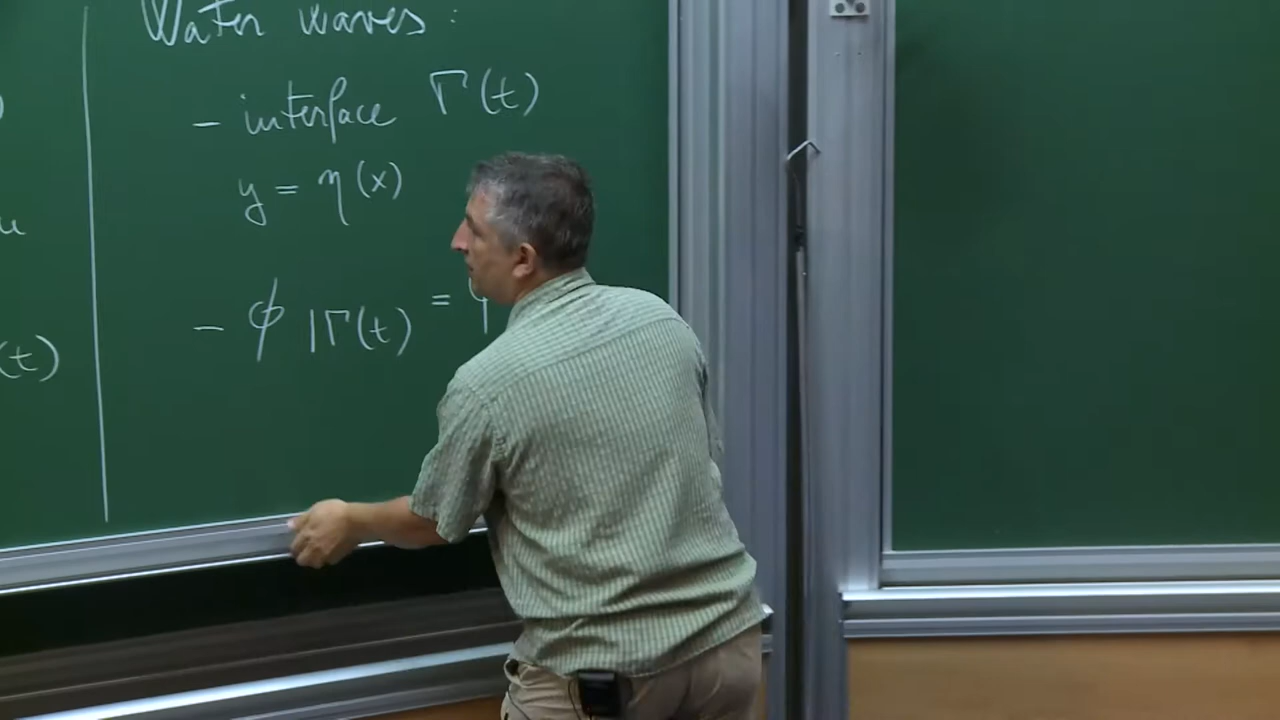 Water waves :
- interface Γ(t)
y = η(x)
- ϕ |Γ(t) =
(t)